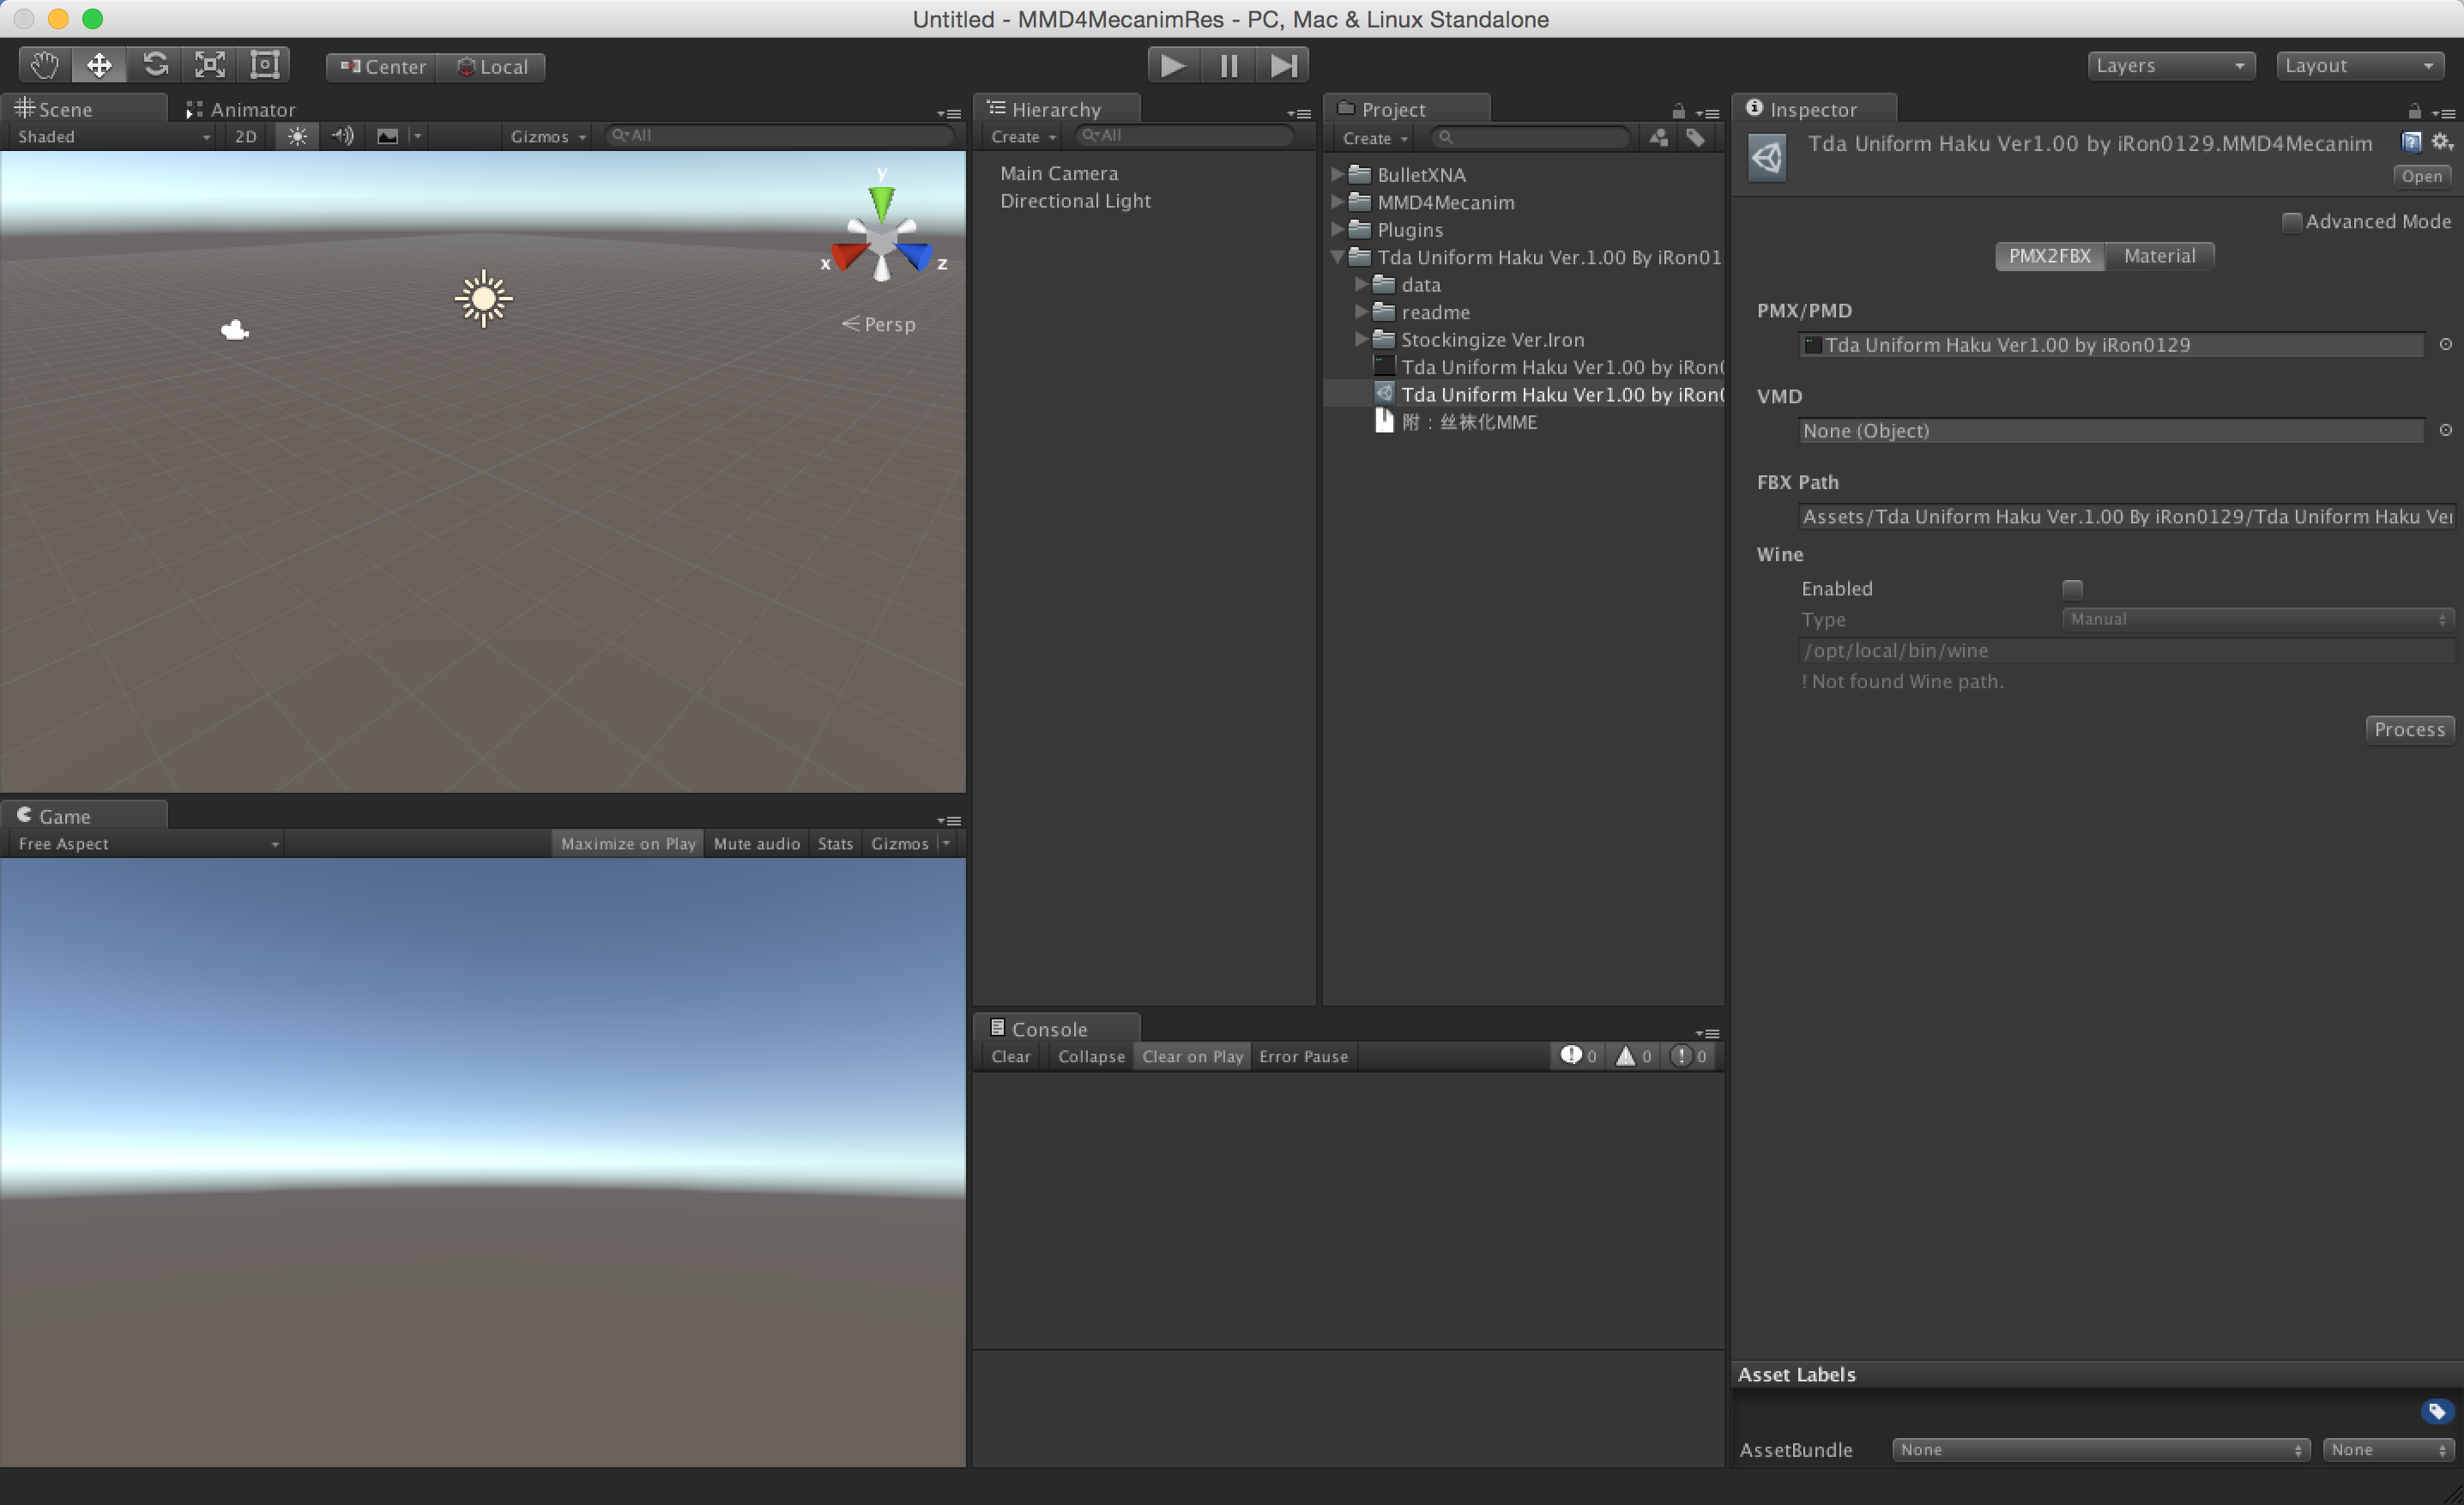 Untitled - MMD4MecanimRes - PC, Mac & Linux Standalone
Center Local
Layers Layout
Scene Animator
Shaded 2D Gizmos All
y
x z
Persp
Game
Free Aspect Maximize on Play Mute audio Stats Gizmos
Hierarchy
Create All
Main Camera
Directional Light
Project
Create
BulletXNA
MMD4Mecanim
Plugins
Tda Uniform Haku Ver.1.00 By iRon01
data
readme
Stockingize Ver.Iron
Tda Uniform Haku Ver1.00 by iRon0
Tda Uniform Haku Ver1.00 by iRon0
附：丝袜化MME
Console
Clear Collapse Clear on Play Error Pause 0 0 0
Inspector
Tda Uniform Haku Ver1.00 by iRon0129.MMD4Mecanim
Open
Advanced Mode
PMX2FBX Material
PMX/PMD
Tda Uniform Haku Ver1.00 by iRon0129
VMD
None (Object)
FBX Path
Assets/Tda Uniform Haku Ver.1.00 By iRon0129/Tda Uniform Haku Ver
Wine
Enabled
Type Manual
/opt/local/bin/wine
! Not found Wine path.
Process
Asset Labels
AssetBundle None None